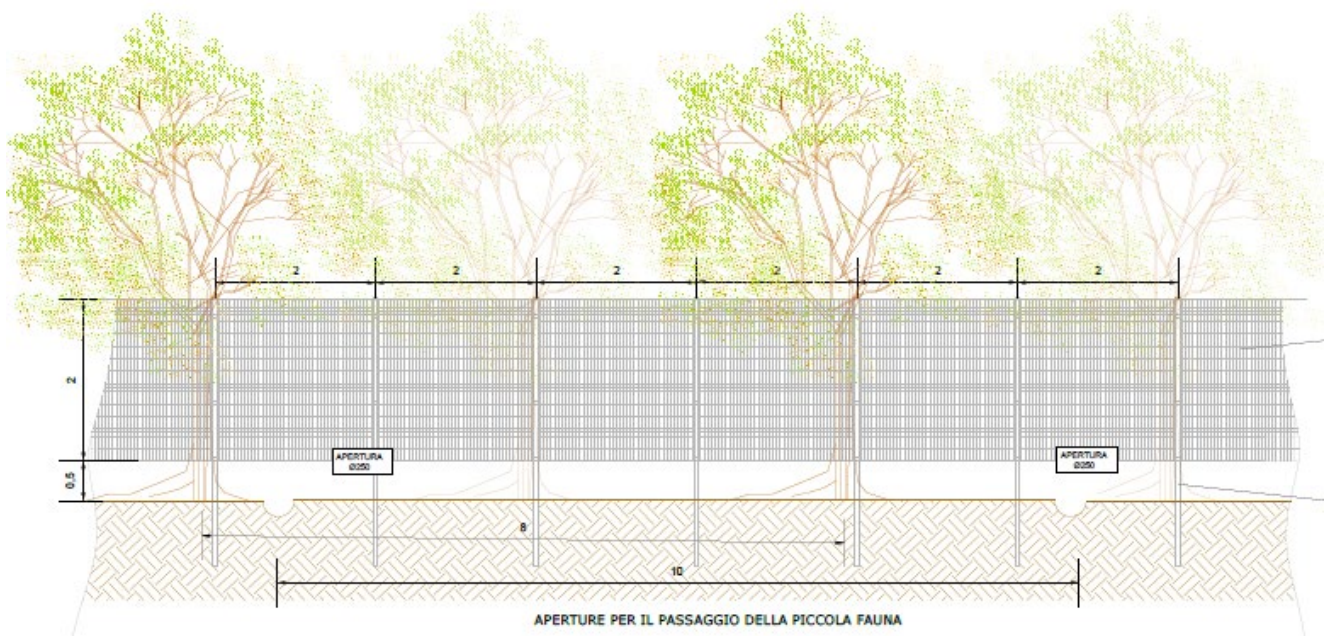 2 2 2 2 2 2
2
APERTURA
Ø250
APERTURA
Ø250
0,5
8
10
APERTURE PER IL PASSAGGIO DELLA PICCOLA FAUNA